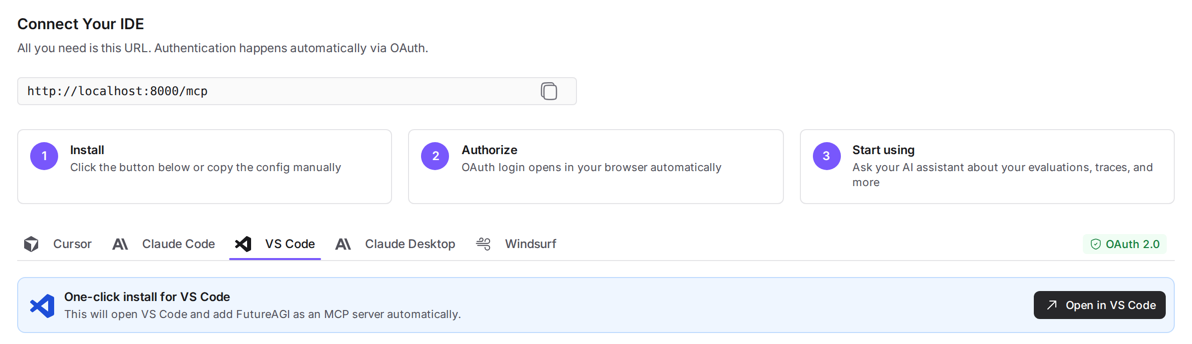 Connect Your IDE
All you need is this URL. Authentication happens automatically via OAuth.
http://localhost:8000/mcp
1
Install
Click the button below or copy the config manually
2
Authorize
OAuth login opens in your browser automatically
3
Start using
Ask your AI assistant about your evaluations, traces, and
more
Cursor
Claude Code
VS Code
Claude Desktop
Windsurf
OAuth 2.0
One-click install for VS Code
This will open VS Code and add FutureAGI as an MCP server automatically.
Open in VS Code